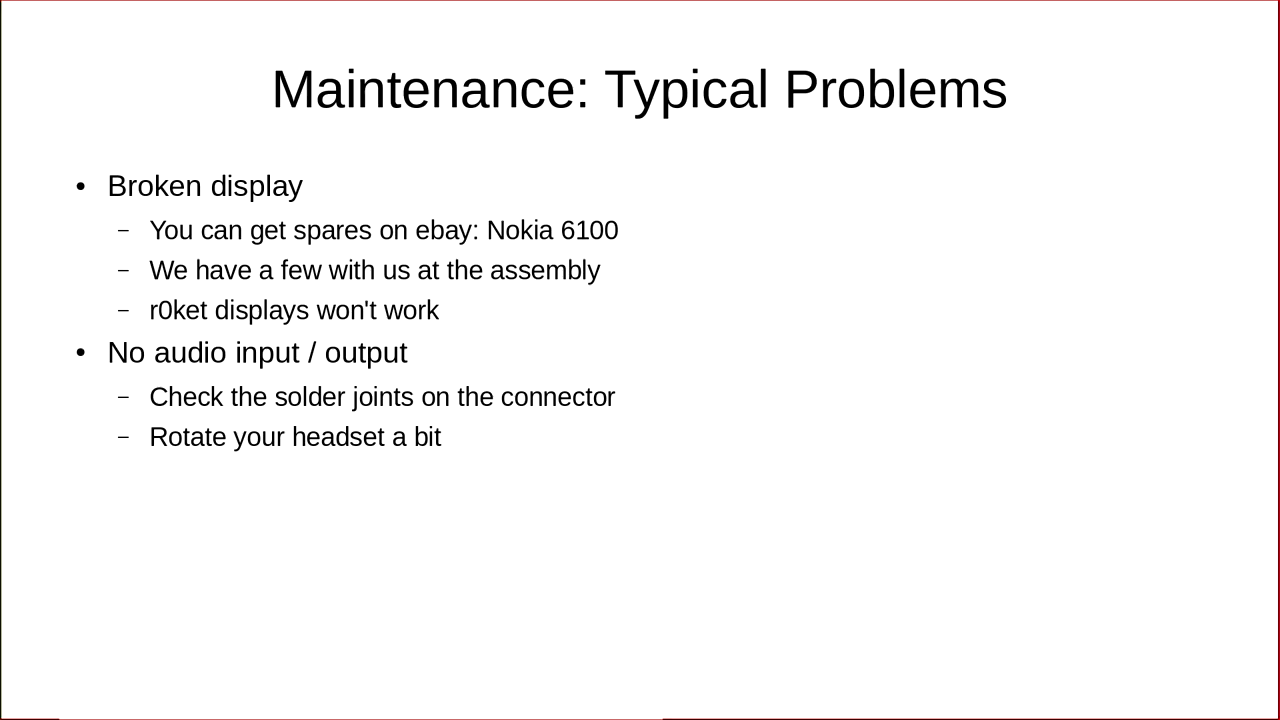 Maintenance: Typical Problems
• Broken display
– You can get spares on ebay: Nokia 6100
– We have a few with us at the assembly
– r0ket displays won't work
• No audio input / output
– Check the solder joints on the connector
– Rotate your headset a bit